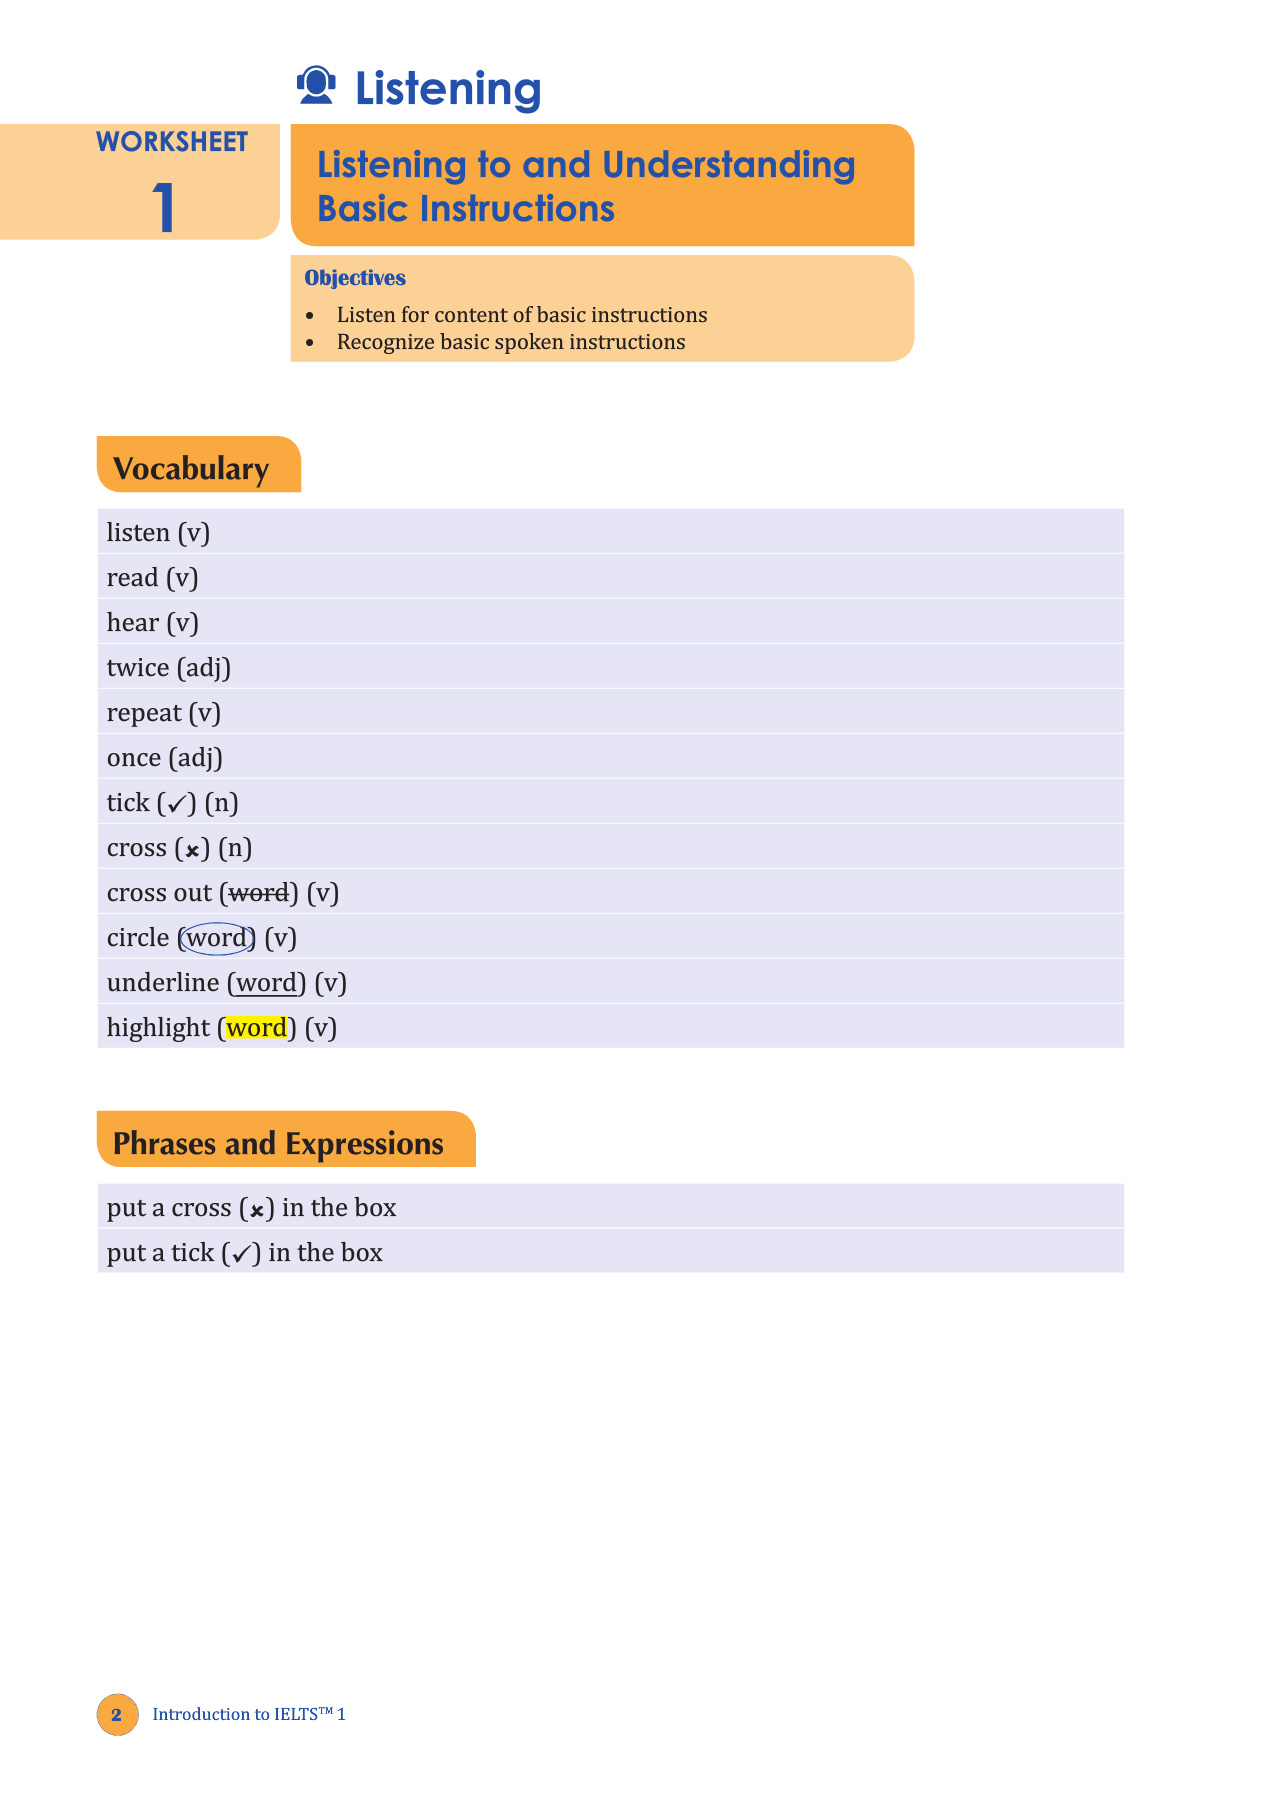 Listening
WORKSHEET
1
Listening to and Understanding
Basic Instructions
Objectives
• Listen for content of basic instructions
• Recognize basic spoken instructions
Vocabulary
listen (v)
read (v)
hear (v)
twice (adj)
repeat (v)
once (adj)
tick (✓) (n)
cross (✘) (n)
cross out (word) (v)
circle (word) (v)
underline (word) (v)
highlight (word) (v)
Phrases and Expressions
put a cross (✘) in the box
put a tick (✓) in the box
2 Introduction to IELTS™ 1